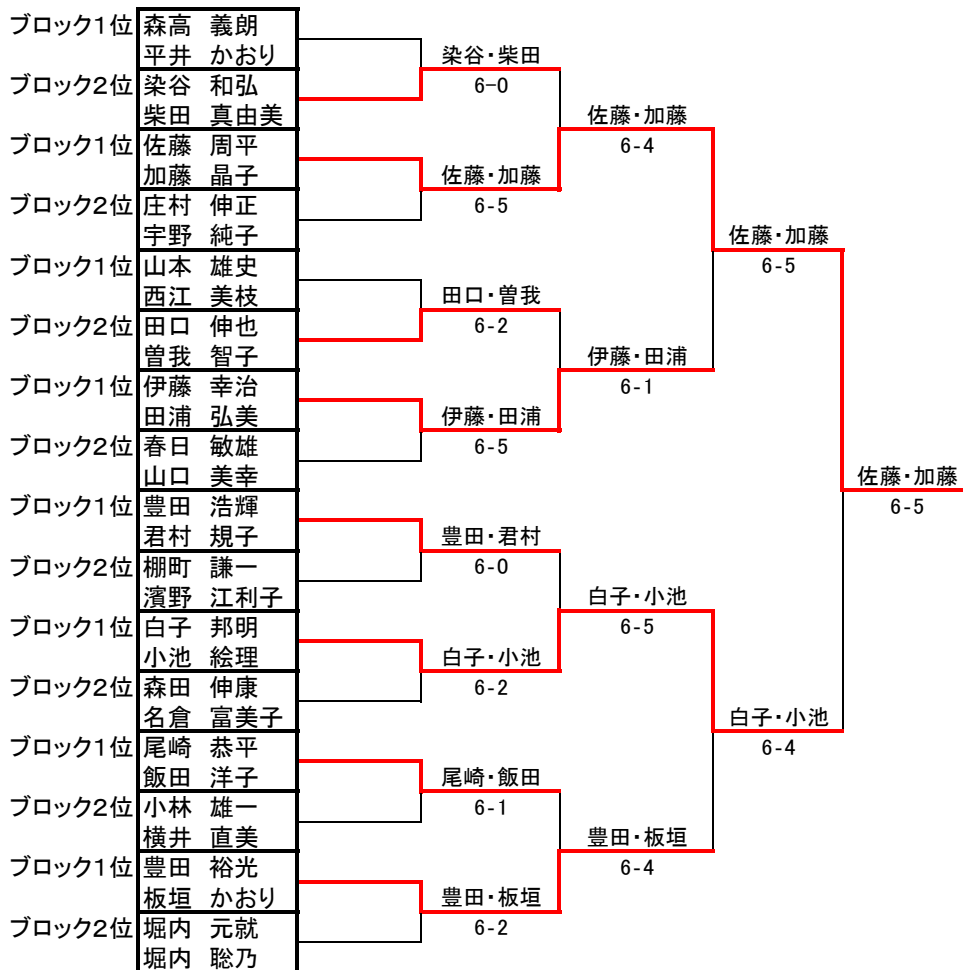 ブロック1位 森高 義朗
平井 かおり
ブロック2位 染谷 和弘
柴田 真由美
ブロック1位 佐藤 周平
加藤 晶子
ブロック2位 庄村 伸正
宇野 純子
ブロック1位 山本 雄史
西江 美枝
ブロック2位 田口 伸也
曽我 智子
ブロック1位 伊藤 幸治
田浦 弘美
ブロック2位 春日 敏雄
山口 美幸
ブロック1位 豊田 浩輝
君村 規子
ブロック2位 棚町 謙一
濱野 江利子
ブロック1位 白子 邦明
小池 絵理
ブロック2位 森田 伸康
名倉 富美子
ブロック1位 尾崎 恭平
飯田 洋子
ブロック2位 小林 雄一
横井 直美
ブロック1位 豊田 裕光
板垣 かおり
ブロック2位 堀内 元就
堀内 聡乃
染谷・柴田
6-0
佐藤・加藤
6-5
田口・曽我
6-2
伊藤・田浦
6-5
豊田・君村
6-0
白子・小池
6-2
尾崎・飯田
6-1
豊田・板垣
6-2
佐藤・加藤
6-4
伊藤・田浦
6-1
白子・小池
6-5
豊田・板垣
6-4
佐藤・加藤
6-5
白子・小池
6-4
佐藤・加藤
6-5